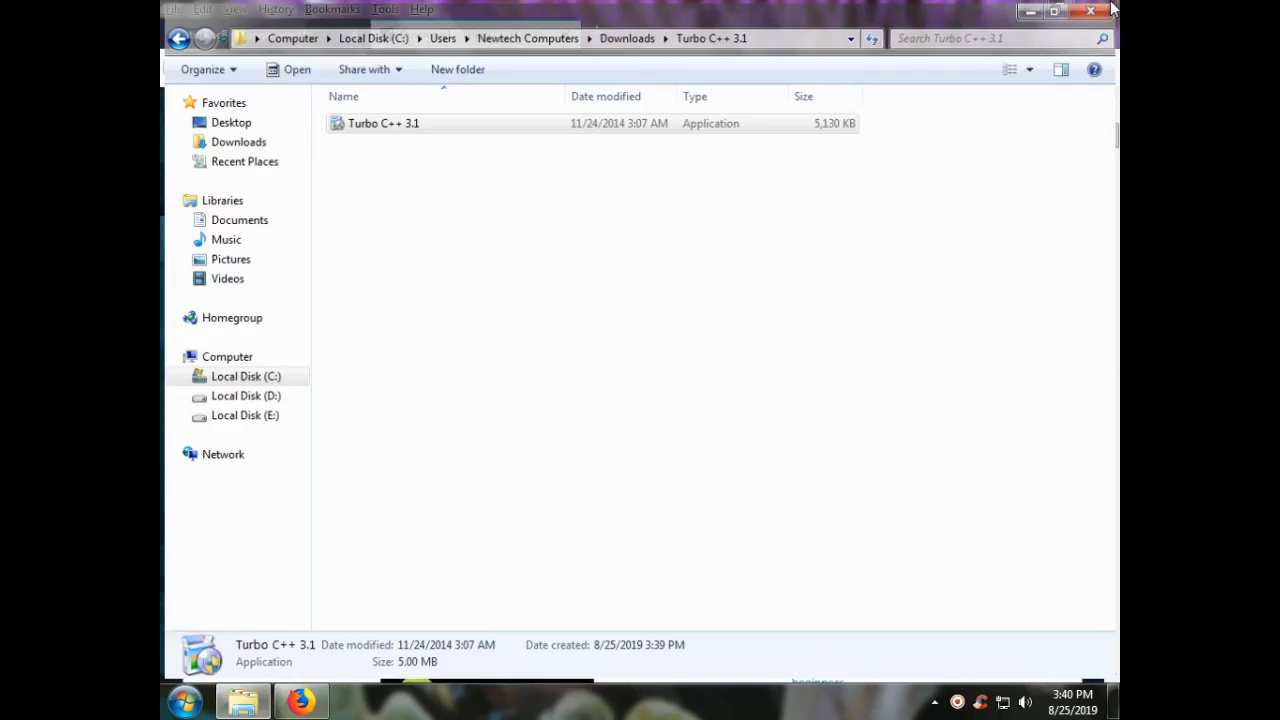 File Edit View History Bookmarks Tools Help
Computer Local Disk (C:) Users Newtech Computers Downloads Turbo C++ 3.1 Search Turbo C++ 3.1
Organize Open Share with New folder
Name Date modified Type Size
Turbo C++ 3.1 11/24/2014 3:07 AM Application 5,130 KB
Favorites
Desktop
Downloads
Recent Places
Libraries
Documents
Music
Pictures
Videos
Homegroup
Computer
Local Disk (C:)
Local Disk (D:)
Local Disk (E:)
Network
Turbo C++ 3.1 Date modified: 11/24/2014 3:07 AM Date created: 8/25/2019 3:39 PM
Application Size: 5.00 MB
beginners
3:40 PM
8/25/2019